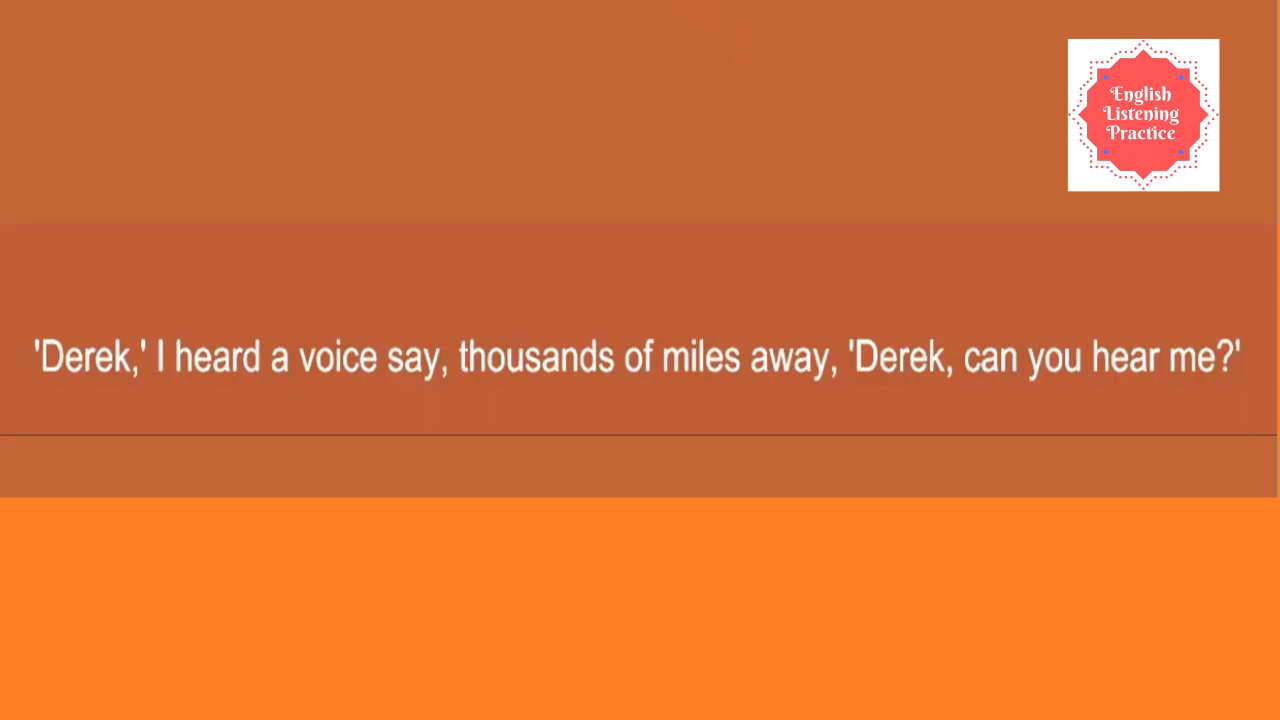 English
Listening
Practice
'Derek,' I heard a voice say, thousands of miles away, 'Derek, can you hear me?'